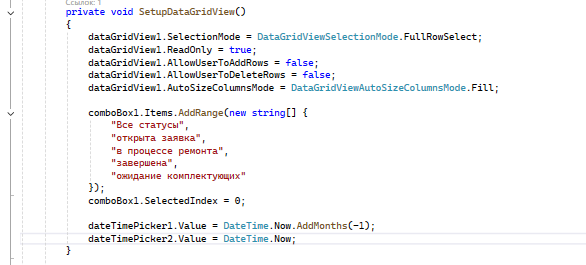 Ссылок: 1
private void SetupDataGridView()
{
dataGridView1.SelectionMode = DataGridViewSelectionMode.FullRowSelect;
dataGridView1.ReadOnly = true;
dataGridView1.AllowUserToAddRows = false;
dataGridView1.AllowUserToDeleteRows = false;
dataGridView1.AutoSizeColumnsMode = DataGridViewAutoSizeColumnsMode.Fill;
comboBox1.Items.AddRange(new string[] {
"Все статусы",
"открыта заявка",
"в процессе ремонта",
"завершена",
"ожидание комплектующих"
});
comboBox1.SelectedIndex = 0;
dateTimePicker1.Value = DateTime.Now.AddMonths(-1);
dateTimePicker2.Value = DateTime.Now;
}